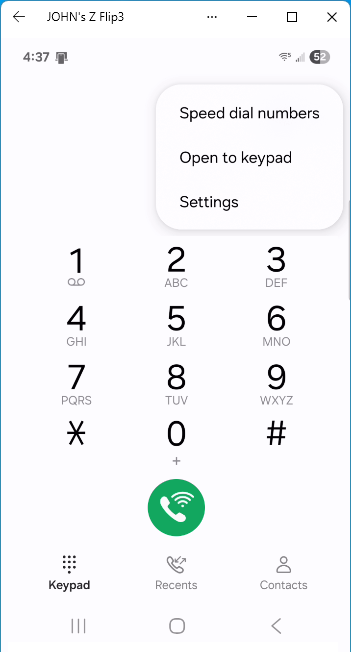 JOHN's Z Flip3
4:37
52
Speed dial numbers
Open to keypad
Settings
1 2 3
ABC DEF
4 5 6
GHI JKL MNO
7 8 9
PQRS TUV WXYZ
* 0 #
+
Keypad Recents Contacts